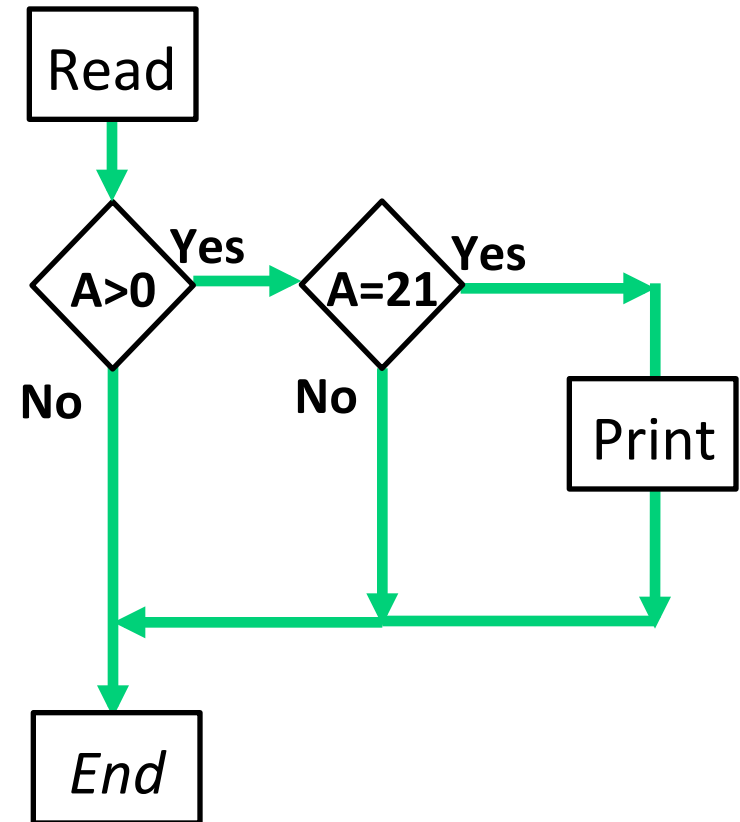 Read
Yes
A>0
No
Yes
A=21
No
Print
End